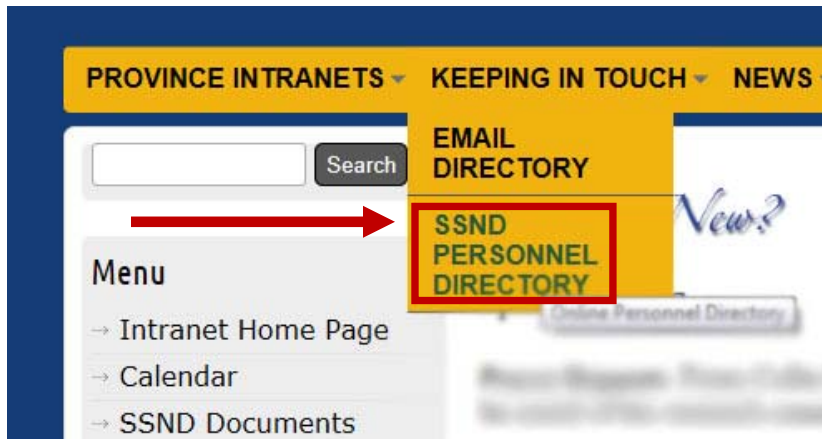 PROVINCE INTRANETS KEEPING IN TOUCH NEWS
Search
EMAIL
DIRECTORY
SSND
PERSONNEL
DIRECTORY
New?
Online Personnel Directory
Menu
→ Intranet Home Page
→ Calendar
→ SSND Documents